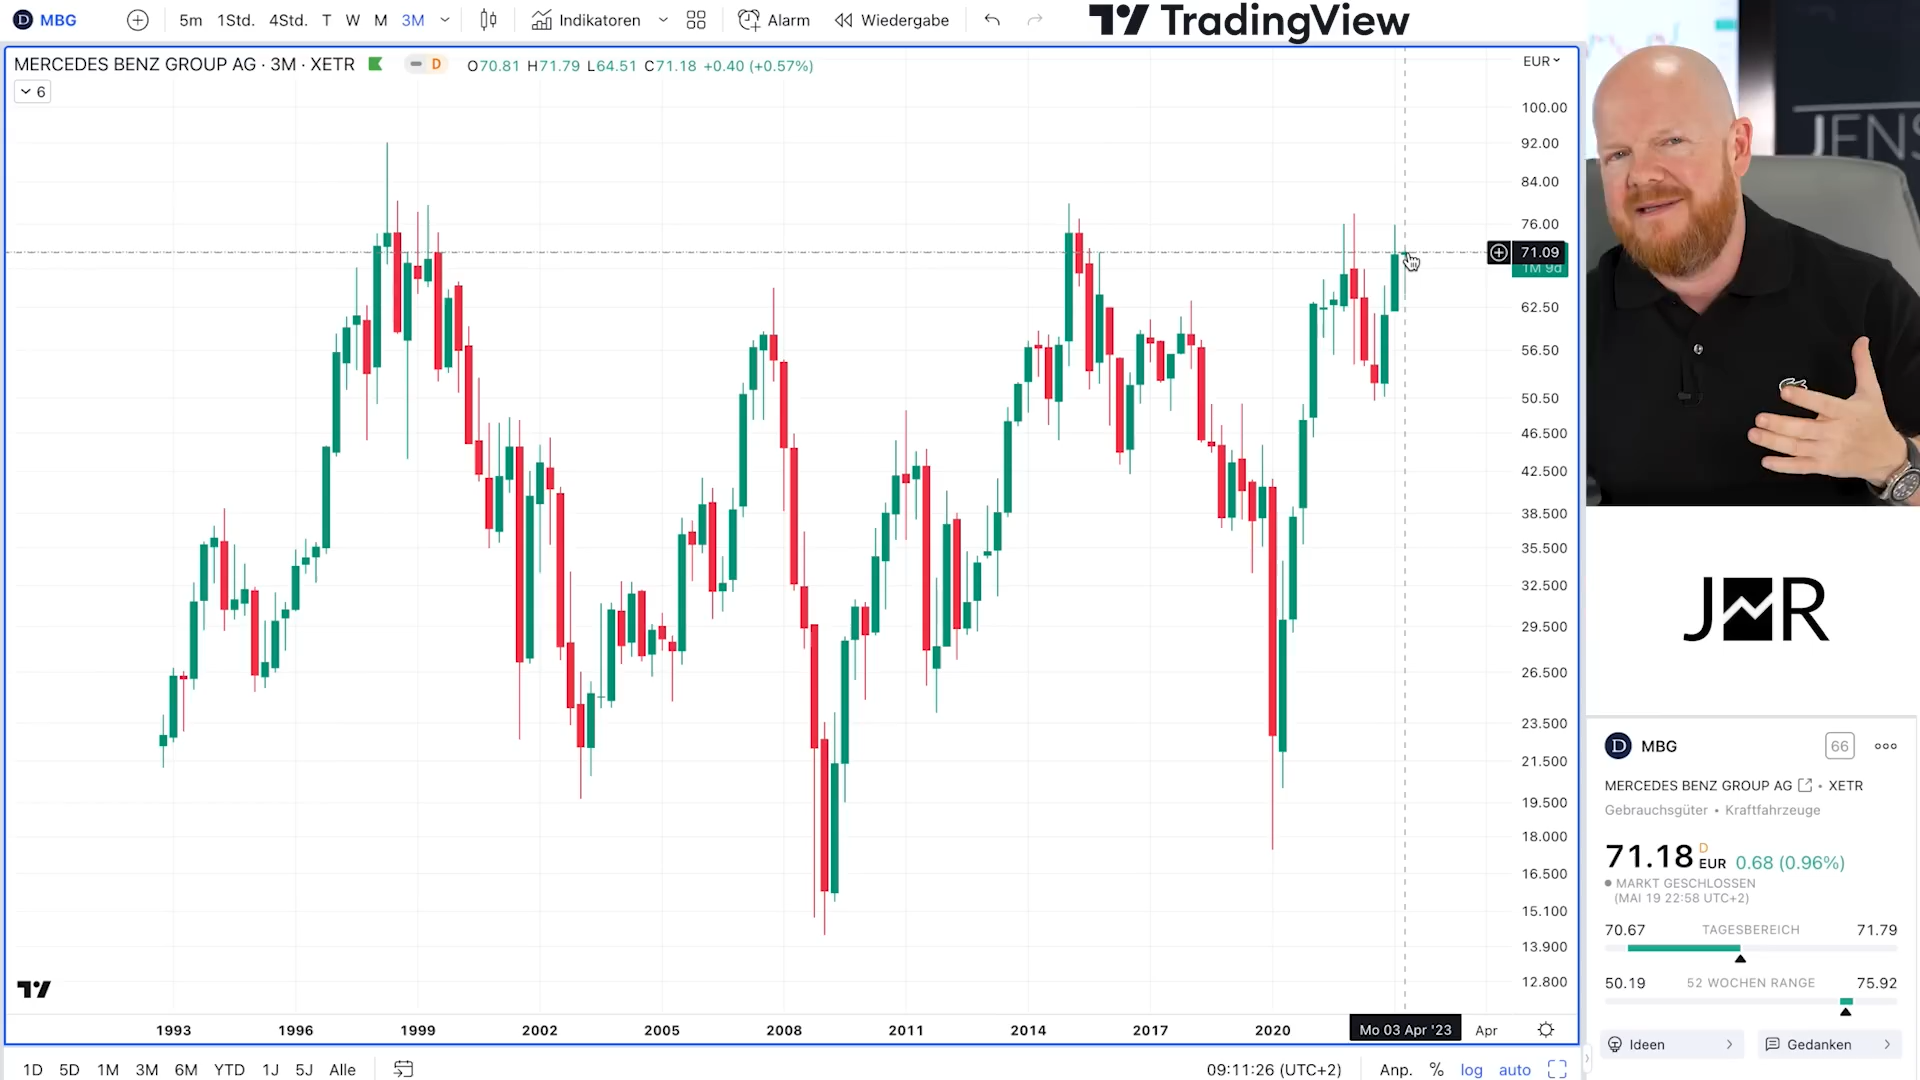 D MBG
5m 1Std. 4Std. T W M 3M
Indikatoren
Alarm
Wiedergabe
TradingView
MERCEDES BENZ GROUP AG · 3M · XETR
D
O70.81 H71.79 L64.51 C71.18 +0.40 (+0.57%)
6
EUR
100.00
92.00
84.00
76.00
71.09
1M 9d
62.50
56.50
50.50
46.500
42.500
38.500
35.500
32.500
29.500
26.500
23.500
21.500
19.500
18.000
16.500
15.100
13.900
12.800
1993 1996 1999 2002 2005 2008 2011 2014 2017 2020 Mo 03 Apr '23 Apr
1D 5D 1M 3M 6M YTD 1J 5J Alle
09:11:26 (UTC+2) Anp. % log auto
JENS
JMR
D MBG
66
MERCEDES BENZ GROUP AG · XETR
Gebrauchsgüter • Kraftfahrzeuge
71.18 D EUR 0.68 (0.96%)
MARKT GESCHLOSSEN
(MAI 19 22:58 UTC+2)
70.67 TAGESBEREICH 71.79
50.19 52 WOCHEN RANGE 75.92
Ideen
Gedanken